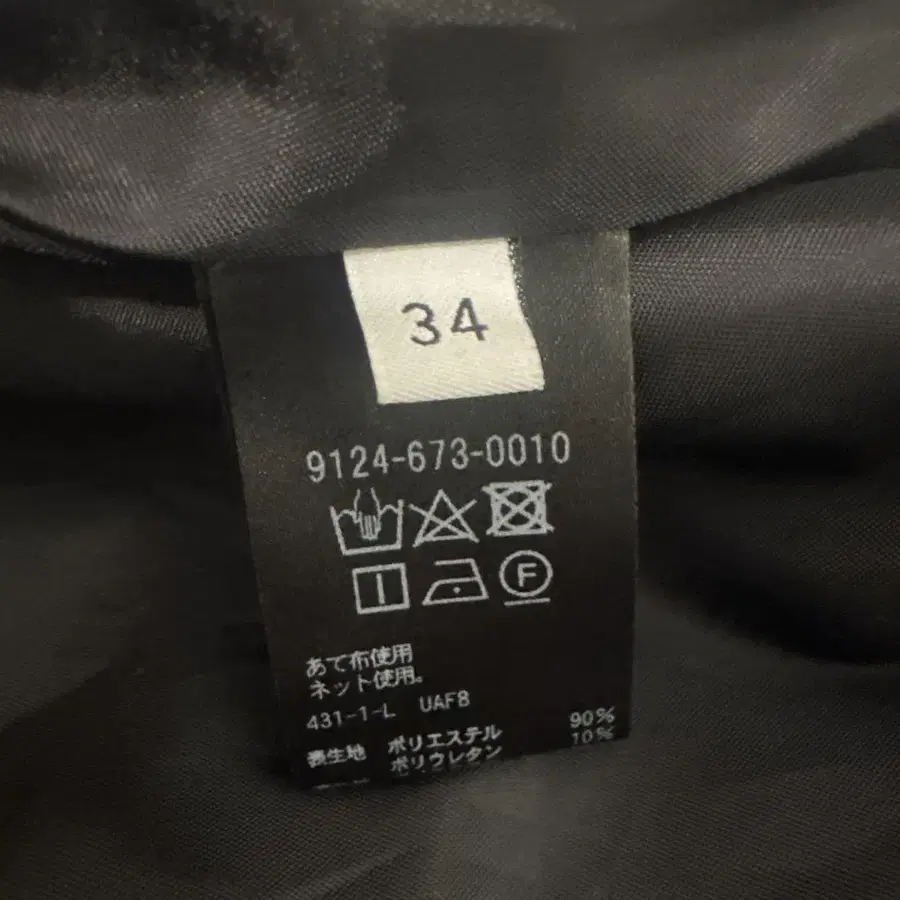 34
9124-673-0010
F
あて布使用
ネット使用。
431-1-L UAF8
表生地 ポリエステル 90%
ポリウレタン 10%